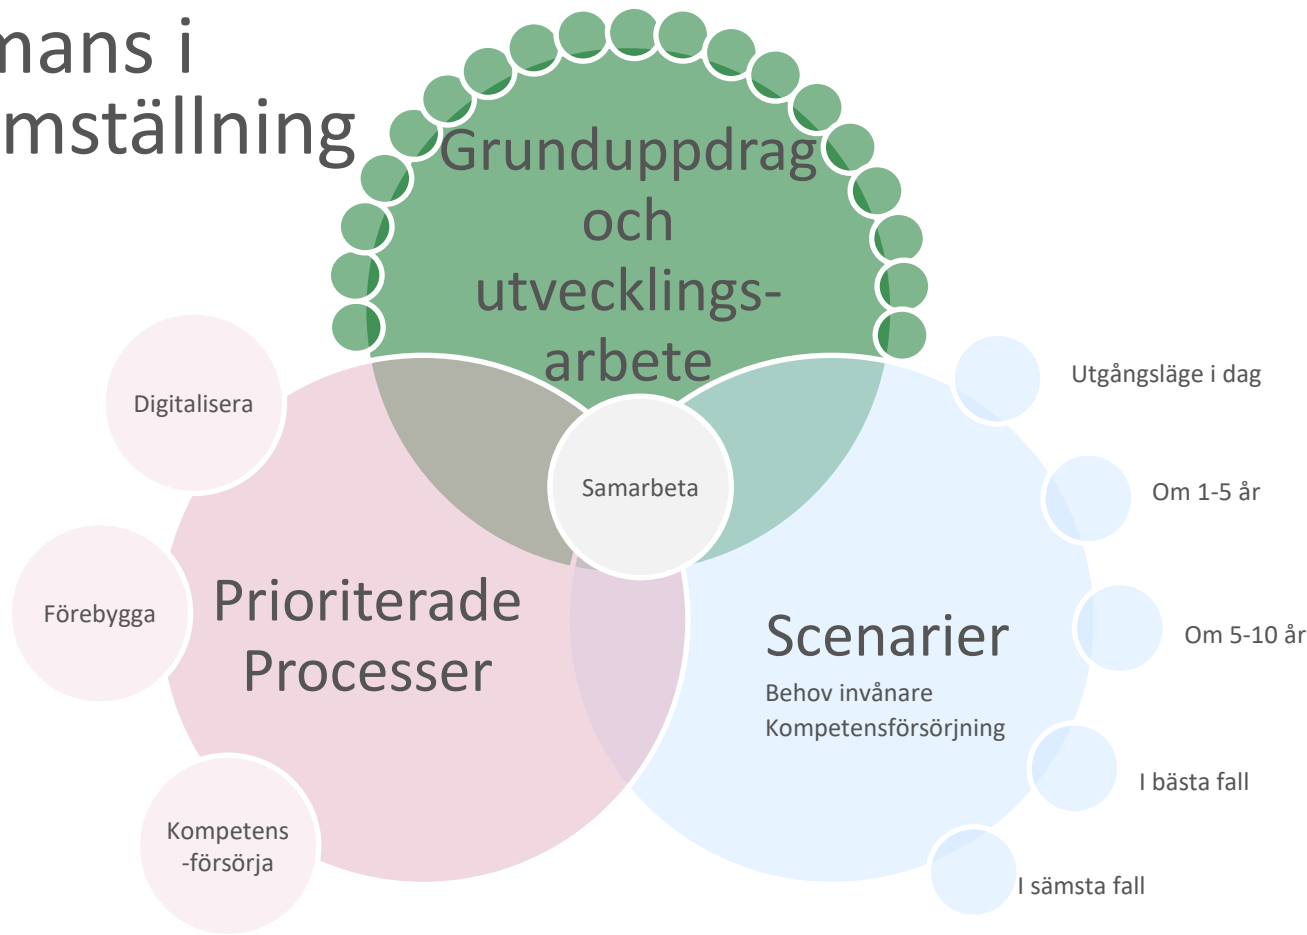 mans i
mställning
Grunduppdrag
och
utvecklings-
arbete
Digitalisera
Förebygga
Kompetens
-försörja
Prioriterade
Processer
Samarbeta
Scenarier
Behov invånare
Kompetensförsörjning
Utgångsläge i dag
Om 1-5 år
Om 5-10 år
I bästa fall
I sämsta fall